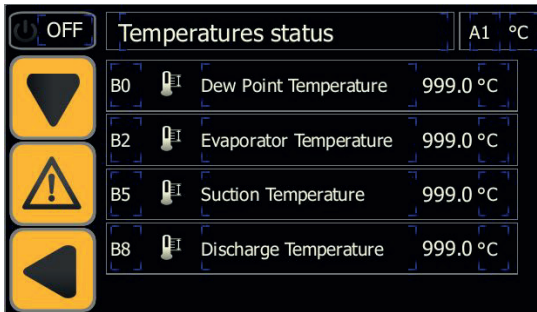 OFF Temperatures status A1 °C
B0 Dew Point Temperature 999.0 °C
B2 Evaporator Temperature 999.0 °C
B5 Suction Temperature 999.0 °C
B8 Discharge Temperature 999.0 °C